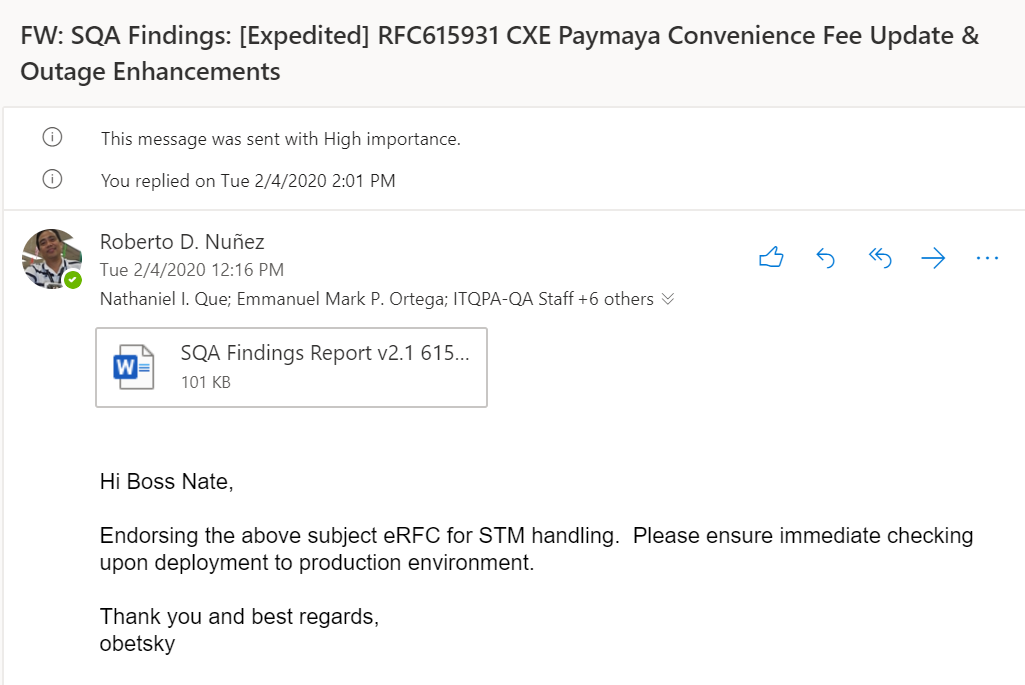 FW: SQA Findings: [Expedited] RFC615931 CXE Paymaya Convenience Fee Update &
Outage Enhancements
This message was sent with High importance.
You replied on Tue 2/4/2020 2:01 PM
Roberto D. Nuñez
Tue 2/4/2020 12:16 PM
Nathaniel I. Que; Emmanuel Mark P. Ortega; ITQPA-QA Staff +6 others
W
SQA Findings Report v2.1 615...
101 KB
Hi Boss Nate,
Endorsing the above subject eRFC for STM handling.  Please ensure immediate checking
upon deployment to production environment.
Thank you and best regards,
obetsky